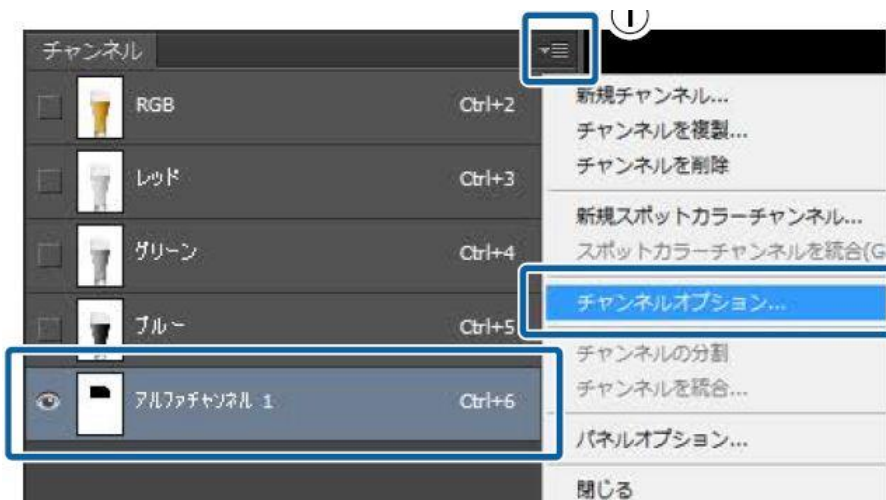 ①
チャンネル
RGB Ctrl+2
レッド Ctrl+3
グリーン Ctrl+4
ブルー Ctrl+5
アルファチャンネル 1 Ctrl+6
新規チャンネル...
チャンネルを複製...
チャンネルを削除
新規スポットカラーチャンネル...
スポットカラーチャンネルを統合(G
チャンネルオプション...
チャンネルの分割
チャンネルを統合...
パネルオプション...
閉じる